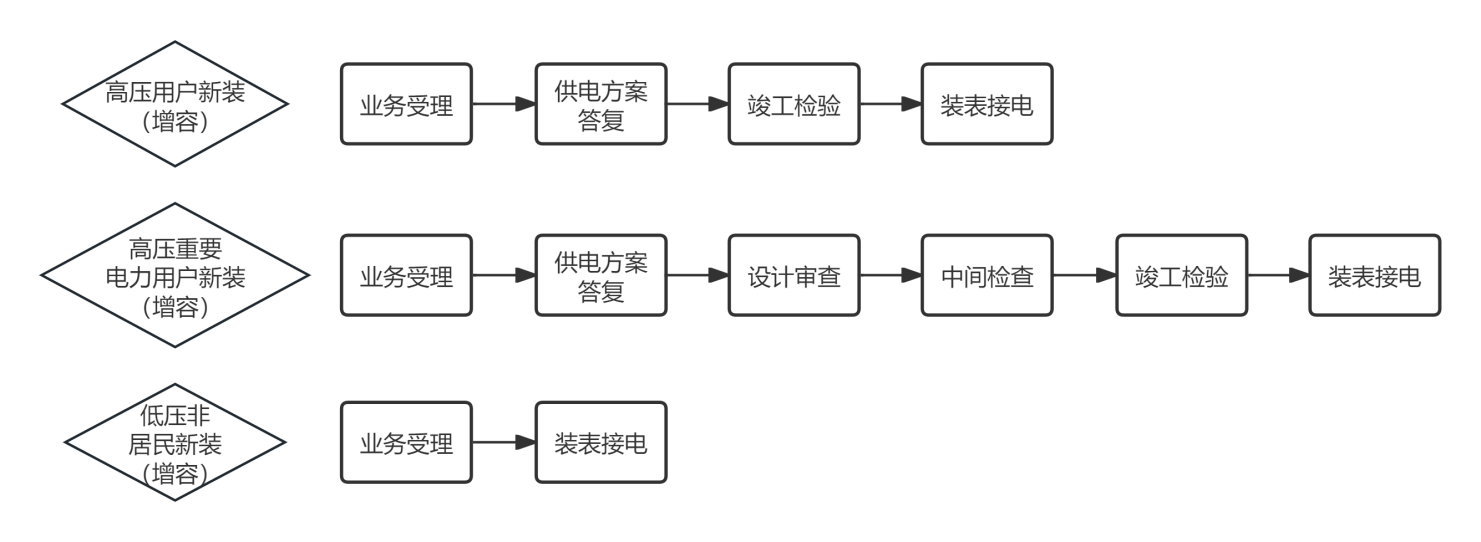 高压用户新装
（增容）
业务受理
供电方案
答复
竣工检验
装表接电
高压重要
电力用户新装
（增容）
业务受理
供电方案
答复
设计审查
中间检查
竣工检验
装表接电
低压非
居民新装
（增容）
业务受理
装表接电